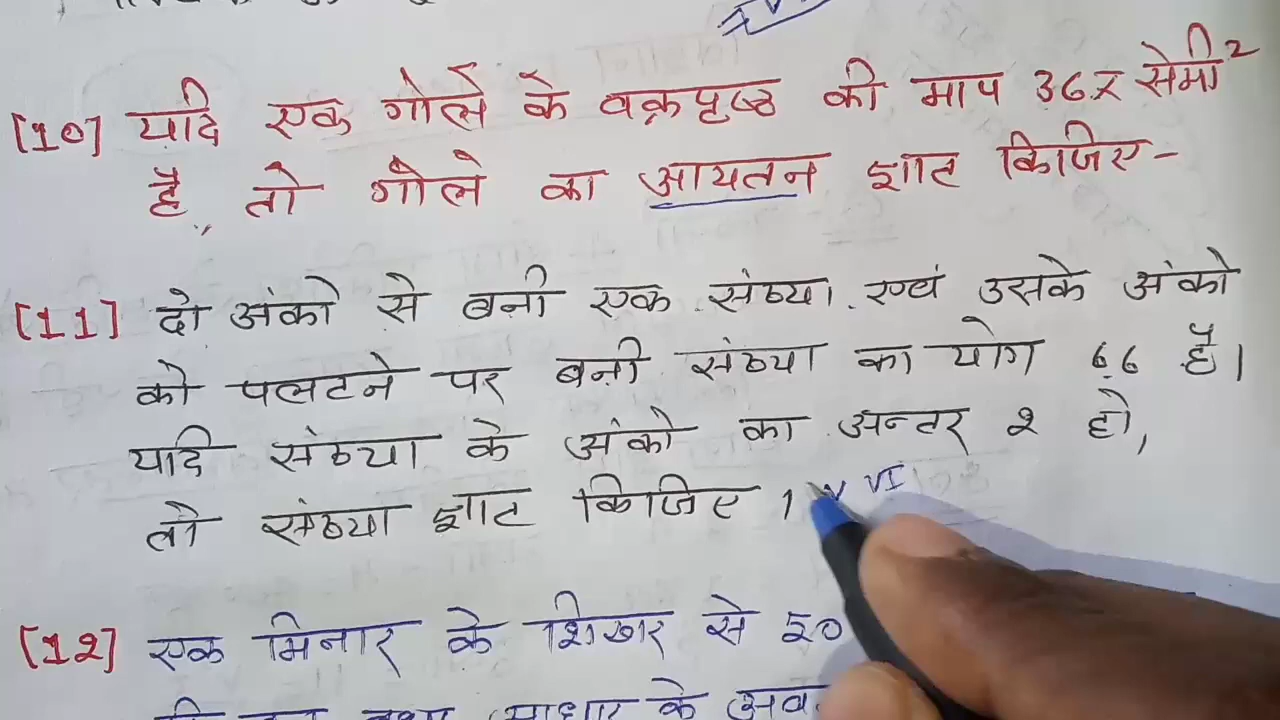 [10] यदि एक गोले के वक्रपृष्ठ की माप 36π सेमी²
है, तो गोले का आयतन ज्ञात किजिए-
[11] दो अंको से बनी एक संख्या एवं उसके अंको
को पलटने पर बनी संख्या का योग 66 है।
यदि संख्या के अंको का अन्तर 2 हो,
तो संख्या ज्ञात किजिए। V VI
[12] एक मिनार के शिखर से 50